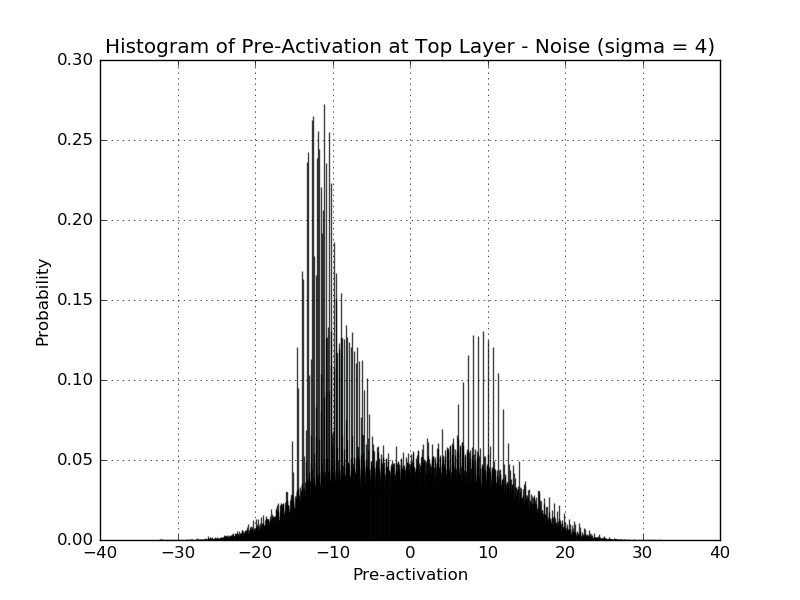 Histogram of Pre-Activation at Top Layer - Noise (sigma = 4)
0.30
0.25
0.20
0.15
0.10
0.05
0.00
Probability
−40 −30 −20 −10 0 10 20 30 40
Pre-activation